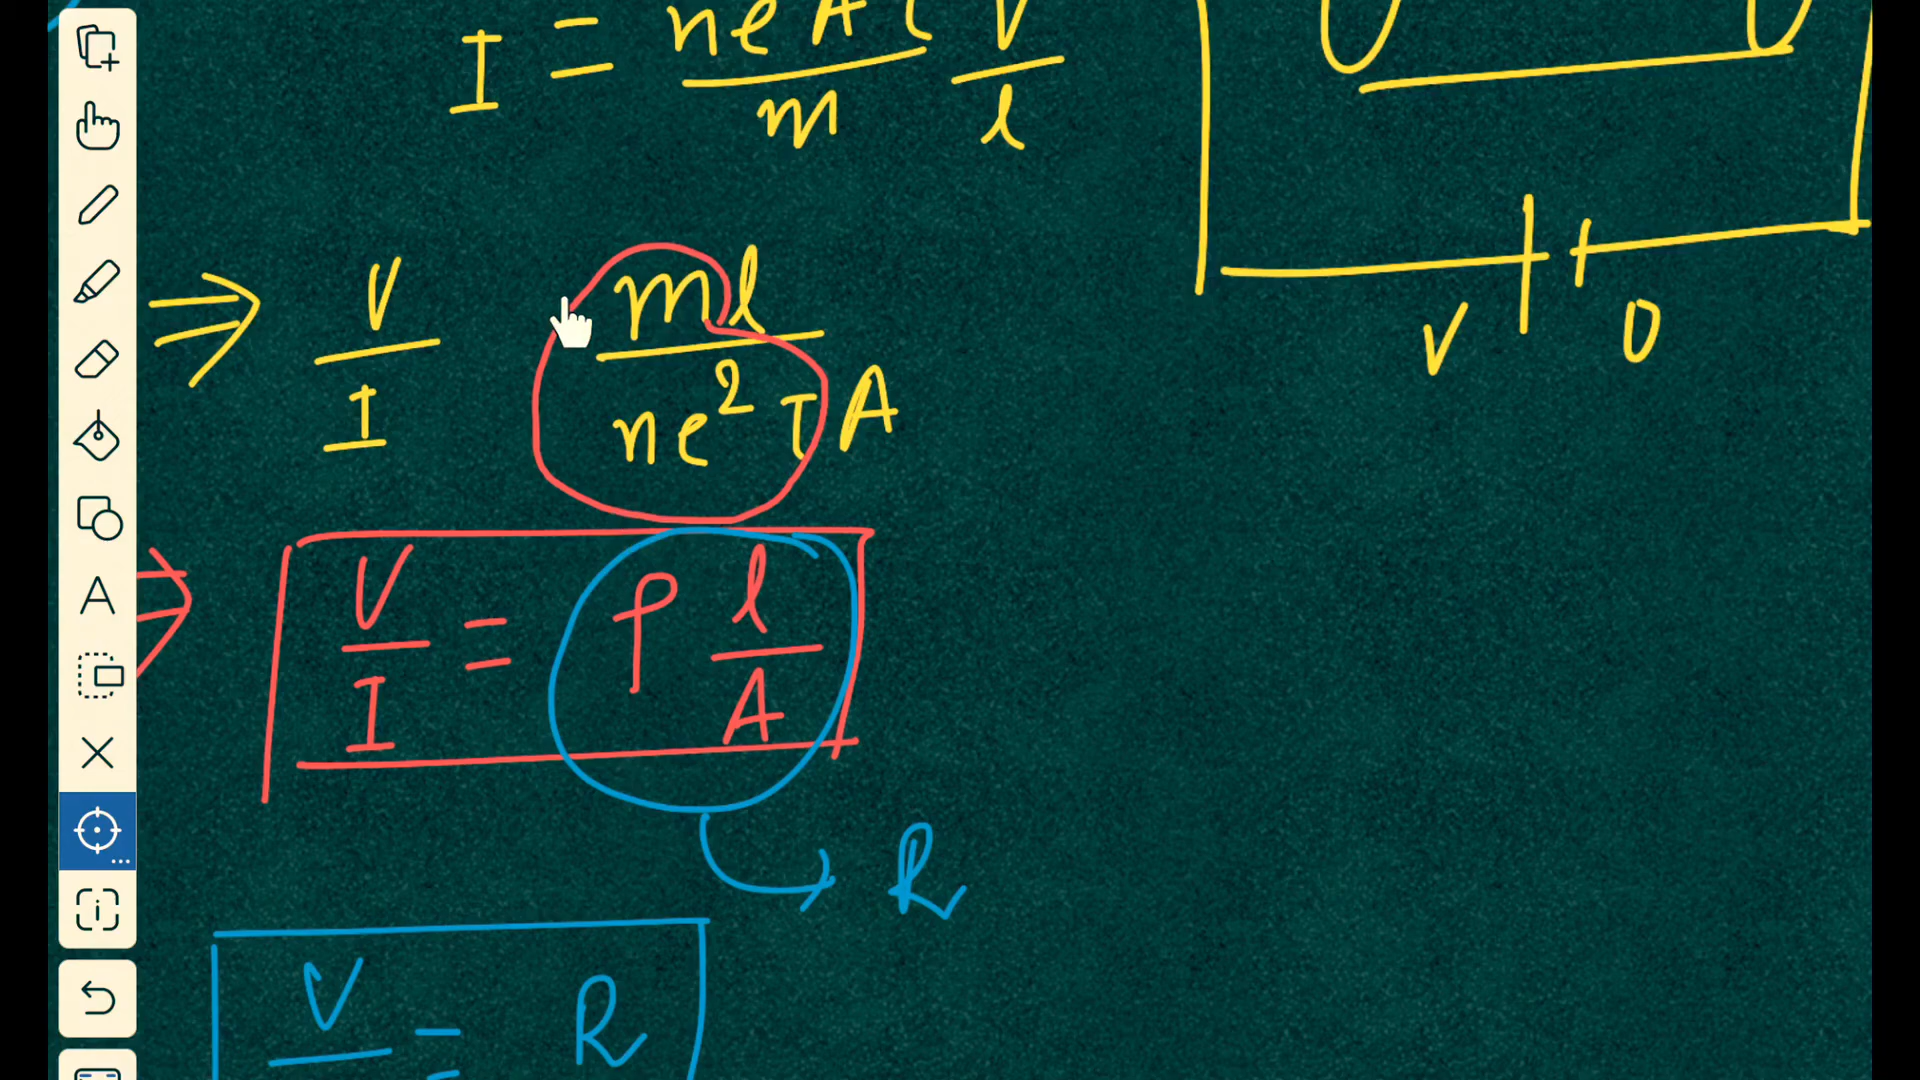 I = neAτ/m V/l
⇒ V/I ml/ne²τA
⇒ V/I = ρ l/A
→ R
V = R
V 0
A